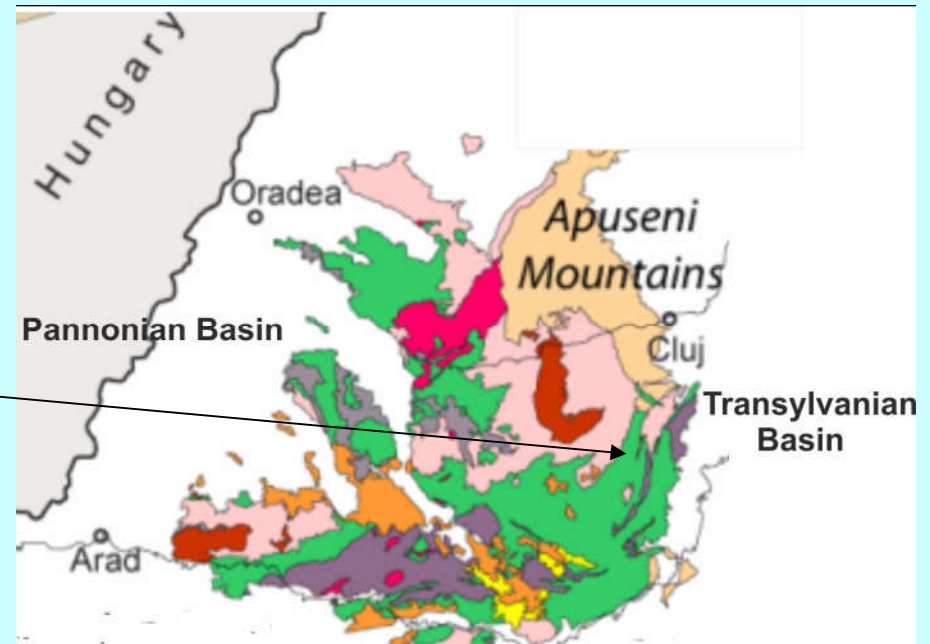 Hungary
Oradea
Apuseni
Mountains
Pannonian Basin
Cluj
Transylvanian
Basin
Arad